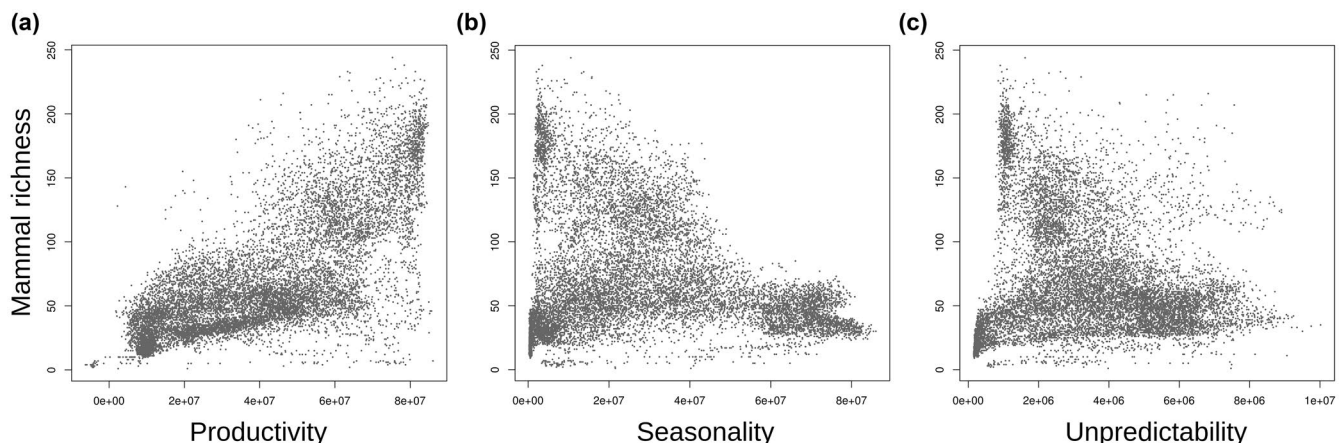 (a)
(b)
(c)
Mammal richness
250
200
150
100
50
0
0e+00 2e+07 4e+07 6e+07 8e+07
Productivity
250
200
150
100
50
0
0e+00 2e+07 4e+07 6e+07 8e+07
Seasonality
250
200
150
100
50
0
0e+00 2e+06 4e+06 6e+06 8e+06 1e+07
Unpredictability